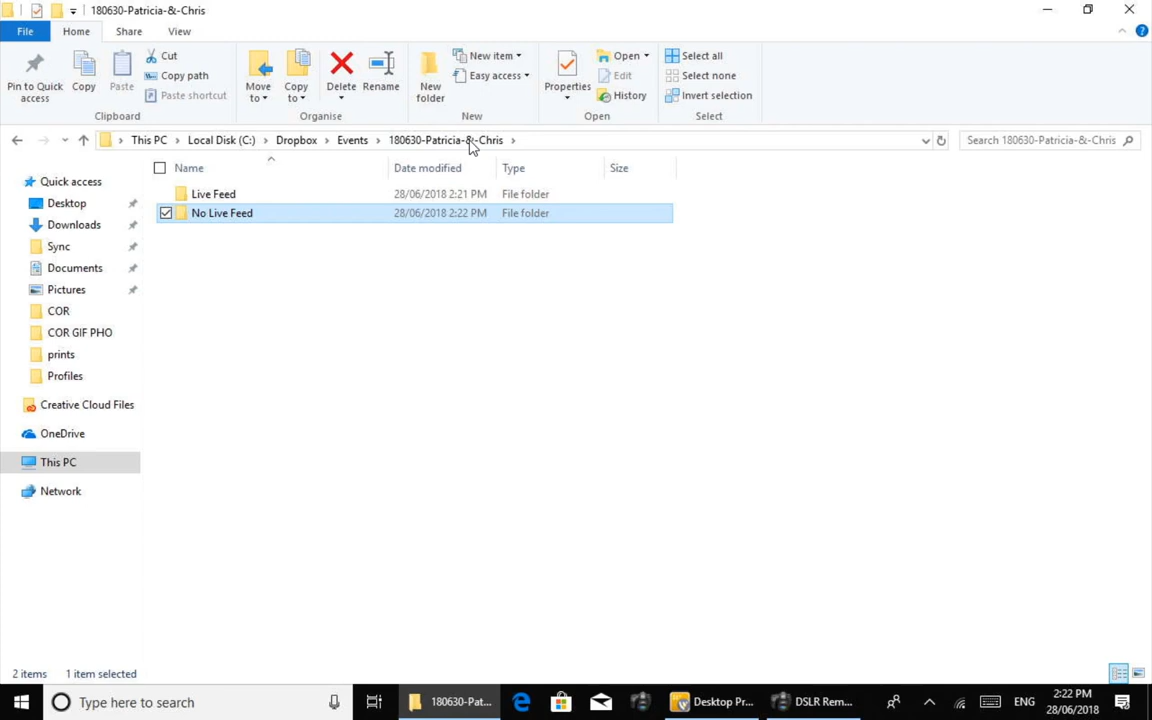 180630-Patricia-&-Chris
File Home Share View
Pin to Quick access
Copy
Paste
Cut
Copy path
Paste shortcut
Clipboard
Move to
Copy to
Delete
Rename
Organise
New folder
New item
Easy access
New
Properties
Open
Edit
History
Open
Select all
Select none
Invert selection
Select
This PC Local Disk (C:) Dropbox Events 180630-Patricia-&-Chris
Search 180630-Patricia-&-Chris
Name Date modified Type Size
Live Feed 28/06/2018 2:21 PM File folder
No Live Feed 28/06/2018 2:22 PM File folder
Quick access
Desktop
Downloads
Sync
Documents
Pictures
COR
COR GIF PHO
prints
Profiles
Creative Cloud Files
OneDrive
This PC
Network
2 items 1 item selected
Type here to search
180630-Pat...
Desktop Pr...
DSLR Rem...
ENG
2:22 PM
28/06/2018